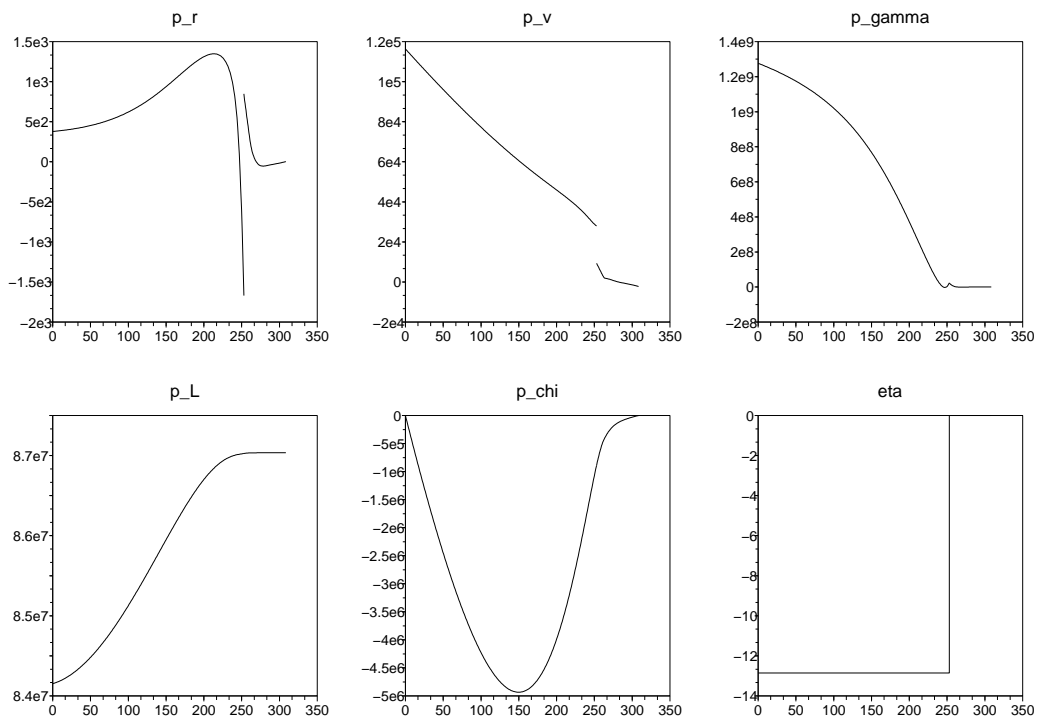 p_r p_v p_gamma
1.5e3 1.2e5 1.4e9
1e3 1e5 1.2e9
5e2 8e4 1e9
0 6e4 8e8
−5e2 4e4 6e8
−1e3 2e4 4e8
−1.5e3 0 2e8
−2e3 −2e4 0
−2e8
0 50 100 150 200 250 300 350 0 50 100 150 200 250 300 350 0 50 100 150 200 250 300 350
p_L p_chi eta
8.7e7 0 0
8.6e7 −5e5 −2
8.5e7 −1e6 −4
8.4e7 −1.5e6 −6
−2e6 −8
−2.5e6 −10
−3e6 −12
−3.5e6 −14
−4e6
−4.5e6
−5e6
0 50 100 150 200 250 300 350 0 50 100 150 200 250 300 350 0 50 100 150 200 250 300 350